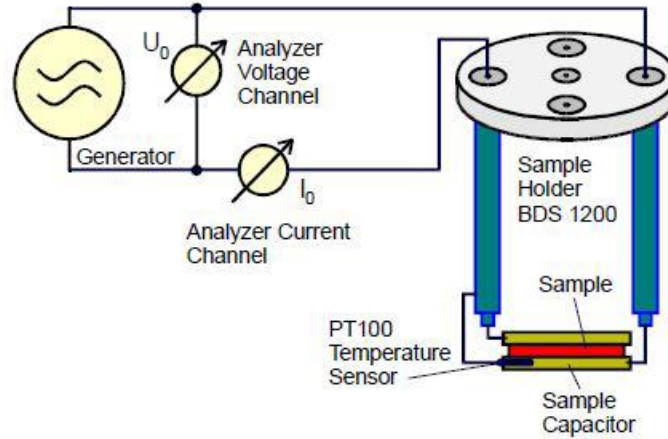 U0
Analyzer
Voltage
Channel
Generator
I0
Analyzer Current
Channel
Sample
Holder
BDS 1200
Sample
PT100
Temperature
Sensor
Sample
Capacitor